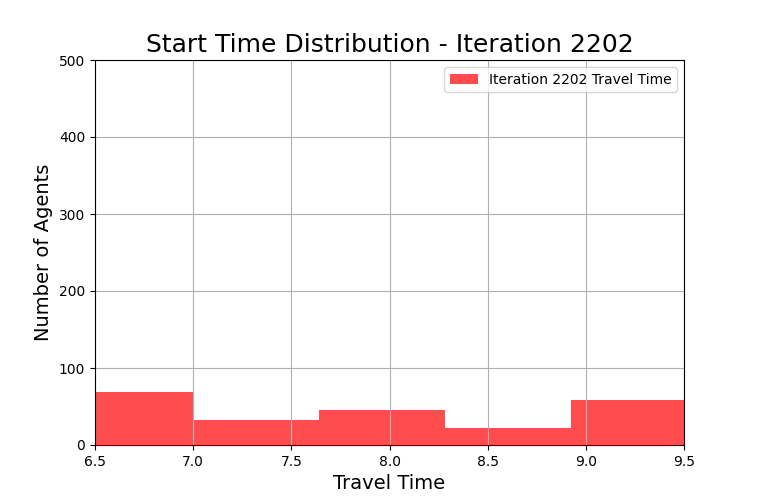 Start Time Distribution - Iteration 2202
Iteration 2202 Travel Time
Number of Agents
500
400
300
200
100
0
6.5 7.0 7.5 8.0 8.5 9.0 9.5
Travel Time